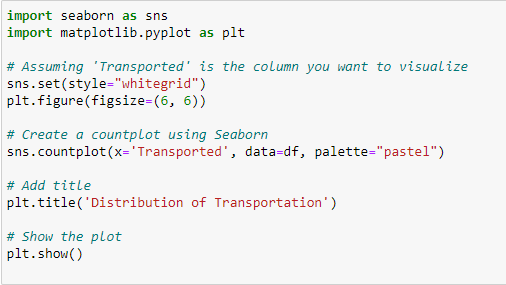 import seaborn as sns
import matplotlib.pyplot as plt
# Assuming 'Transported' is the column you want to visualize
sns.set(style="whitegrid")
plt.figure(figsize=(6, 6))
# Create a countplot using Seaborn
sns.countplot(x='Transported', data=df, palette="pastel")
# Add title
plt.title('Distribution of Transportation')
# Show the plot
plt.show()